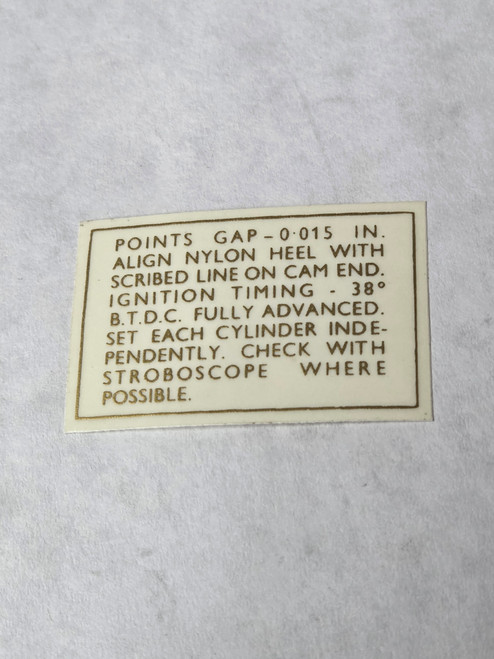 POINTS GAP – 0·015 IN.
ALIGN NYLON HEEL WITH
SCRIBED LINE ON CAM END.
IGNITION TIMING - 38°
B.T.D.C. FULLY ADVANCED.
SET EACH CYLINDER INDE-
PENDENTLY. CHECK WITH
STROBOSCOPE WHERE
POSSIBLE.